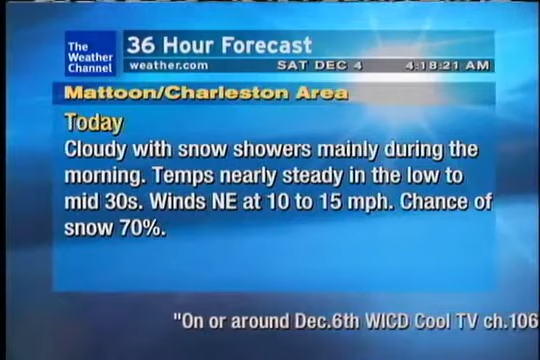 The
Weather
Channel
36 Hour Forecast
weather.com SAT DEC 4 4:18:21 AM
Mattoon/Charleston Area
Today
Cloudy with snow showers mainly during the
morning. Temps nearly steady in the low to
mid 30s. Winds NE at 10 to 15 mph. Chance of
snow 70%.
"On or around Dec.6th WICD Cool TV ch.106